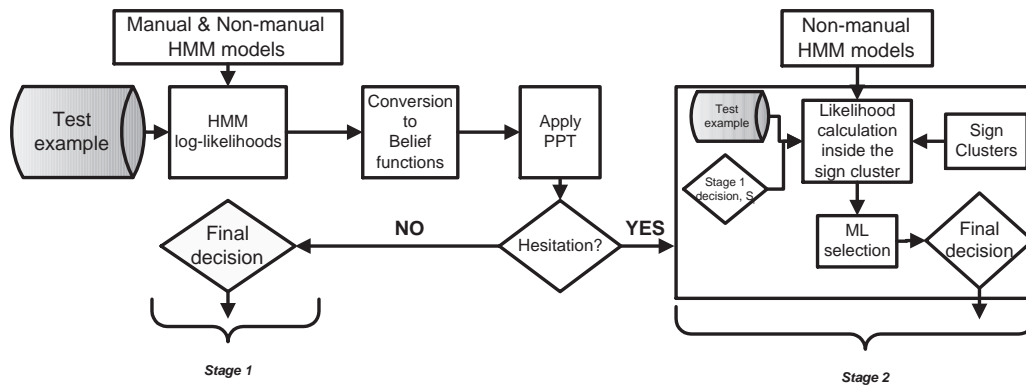 Manual & Non-manual
HMM models
Test
example
HMM
log-likelihoods
Conversion
to
Belief
functions
Apply
PPT
Hesitation?
NO
YES
Final
decision
Stage 1
Non-manual
HMM models
Test
example
Stage 1
decision, S
Likelihood
calculation
inside the
sign cluster
Sign
Clusters
ML
selection
Final
decision
Stage 2